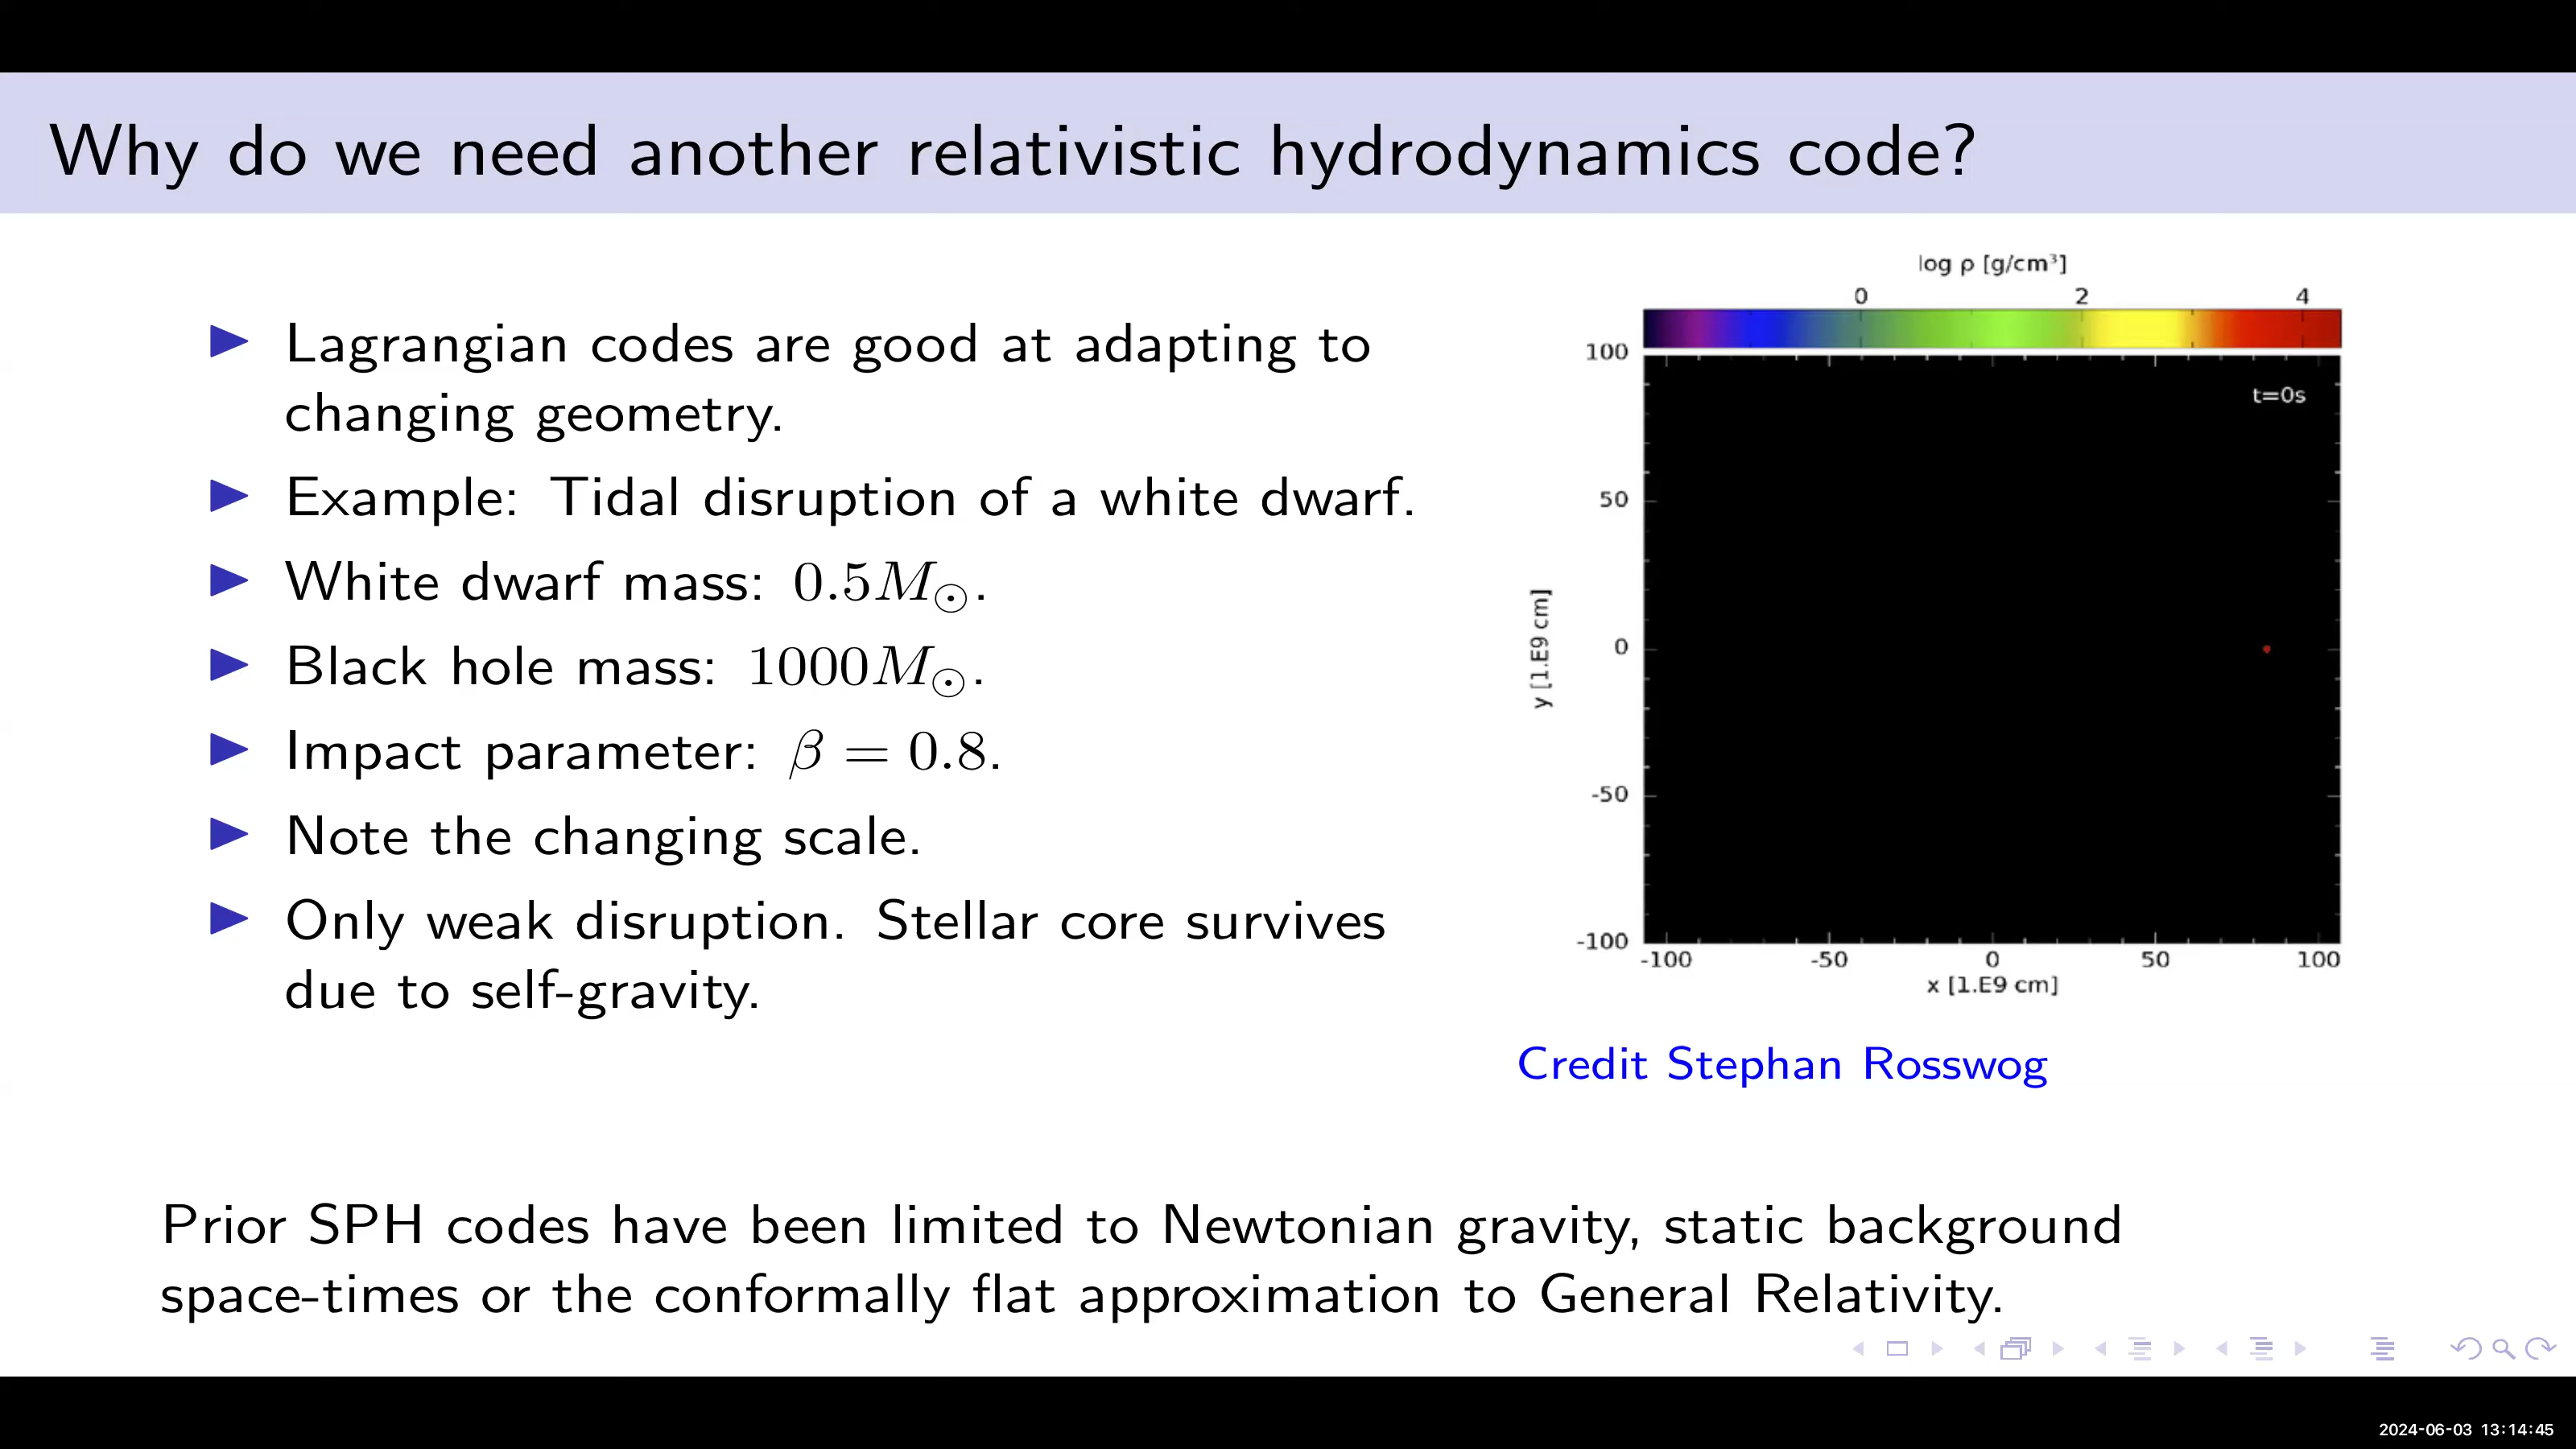 Why do we need another relativistic hydrodynamics code?
Lagrangian codes are good at adapting to
changing geometry.
Example: Tidal disruption of a white dwarf.
White dwarf mass: 0.5M⊙.
Black hole mass: 1000M⊙.
Impact parameter: β = 0.8.
Note the changing scale.
Only weak disruption. Stellar core survives
due to self-gravity.
log ρ [g/cm³]
0 2 4
t=0s
100
50
0
-50
-100
y [1.E9 cm]
-100 -50 0 50 100
x [1.E9 cm]
Credit Stephan Rosswog
Prior SPH codes have been limited to Newtonian gravity, static background
space-times or the conformally flat approximation to General Relativity.
2024-06-03 13:14:45